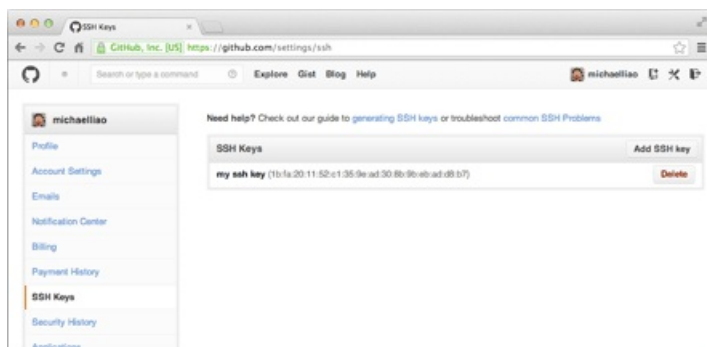 SSH Keys
GitHub, Inc. [US] https://github.com/settings/ssh
Search or type a command Explore Gist Blog Help michaelliao
michaelliao
Need help? Check out our guide to generating SSH keys or troubleshoot common SSH Problems
Profile
SSH Keys Add SSH key
Account Settings
my ssh key (1b:fa:20:11:52:c1:35:9e:ad:30:8b:9b:eb:ad:d8:b7) Delete
Emails
Notification Center
Billing
Payment History
SSH Keys
Security History
Applications